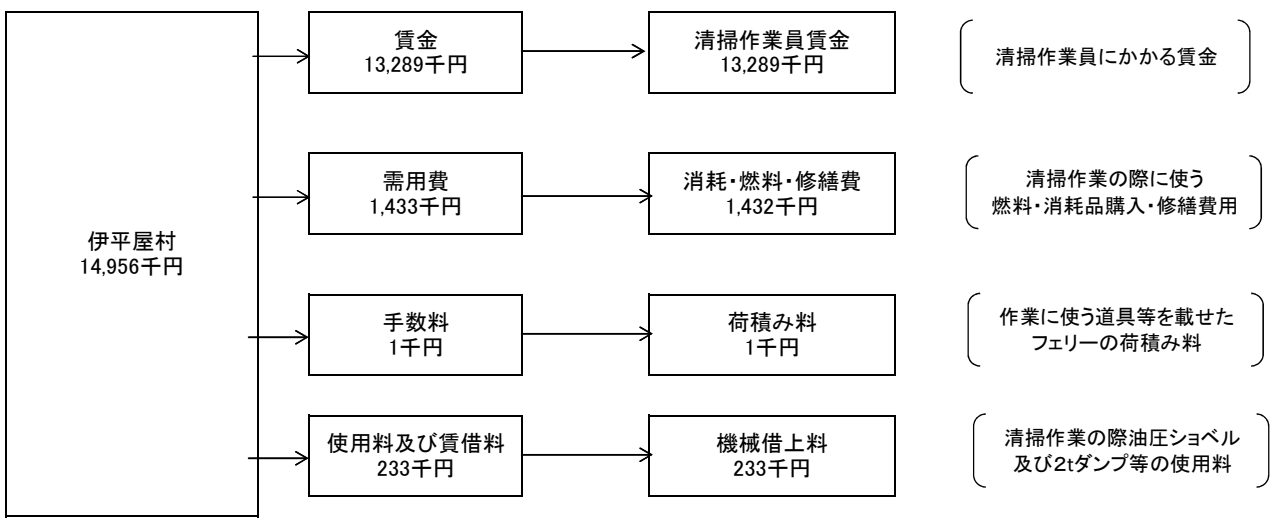 伊平屋村
14,956千円
賃金
13,289千円
清掃作業員賃金
13,289千円
清掃作業員にかかる賃金
需用費
1,433千円
消耗・燃料・修繕費
1,432千円
清掃作業の際に使う
燃料・消耗品購入・修繕費用
手数料
1千円
荷積み料
1千円
作業に使う道具等を載せた
フェリーの荷積み料
使用料及び賃借料
233千円
機械借上料
233千円
清掃作業の際油圧ショベル
及び2tダンプ等の使用料